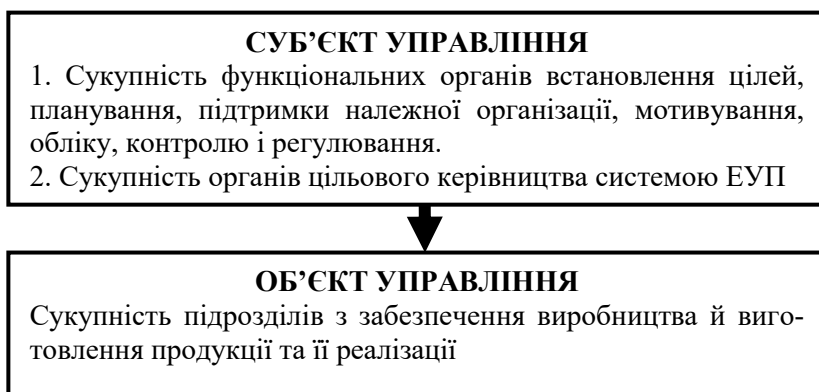 СУБ’ЄКТ УПРАВЛІННЯ
1. Сукупність функціональних органів встановлення цілей,
планування, підтримки належної організації, мотивування,
обліку, контролю і регулювання.
2. Сукупність органів цільового керівництва системою ЕУП
ОБ’ЄКТ УПРАВЛІННЯ
Сукупність підрозділів з забезпечення виробництва й виго-
товлення продукції та її реалізації